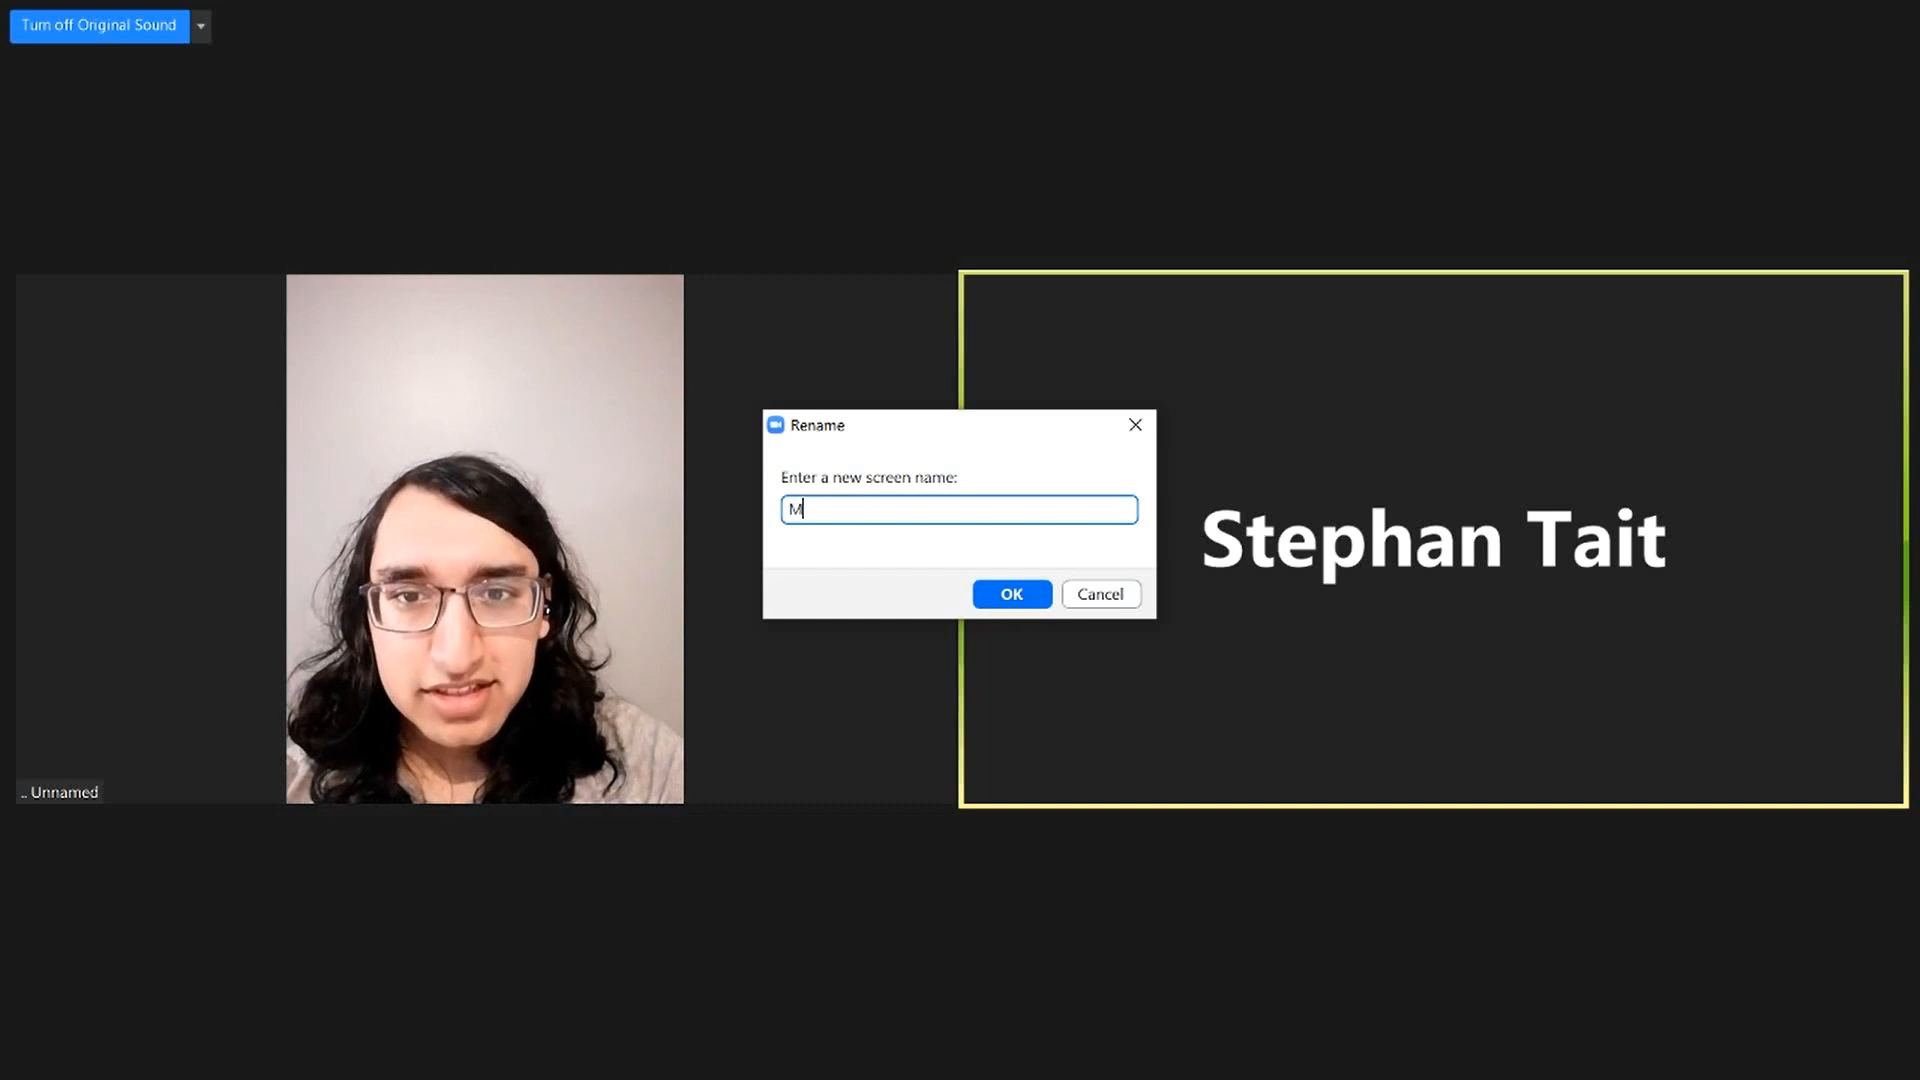 Turn off Original Sound
Rename
Enter a new screen name:
M
OK
Cancel
Stephan Tait
.. Unnamed